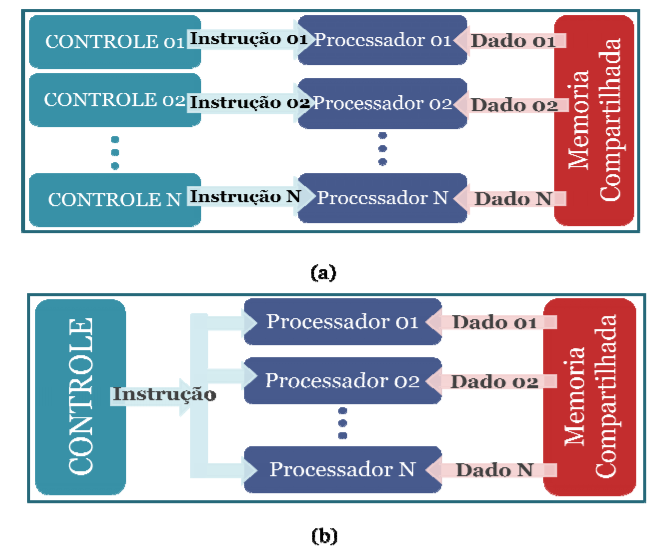 CONTROLE 01 Instrução 01 Processador 01 Dado 01
CONTROLE 02 Instrução 02 Processador 02 Dado 02
CONTROLE N Instrução N Processador N Dado N
Memoria
Compartilhada
(a)
CONTROLE
Instrução
Processador 01 Dado 01
Processador 02 Dado 02
Processador N Dado N
Memoria
Compartilhada
(b)